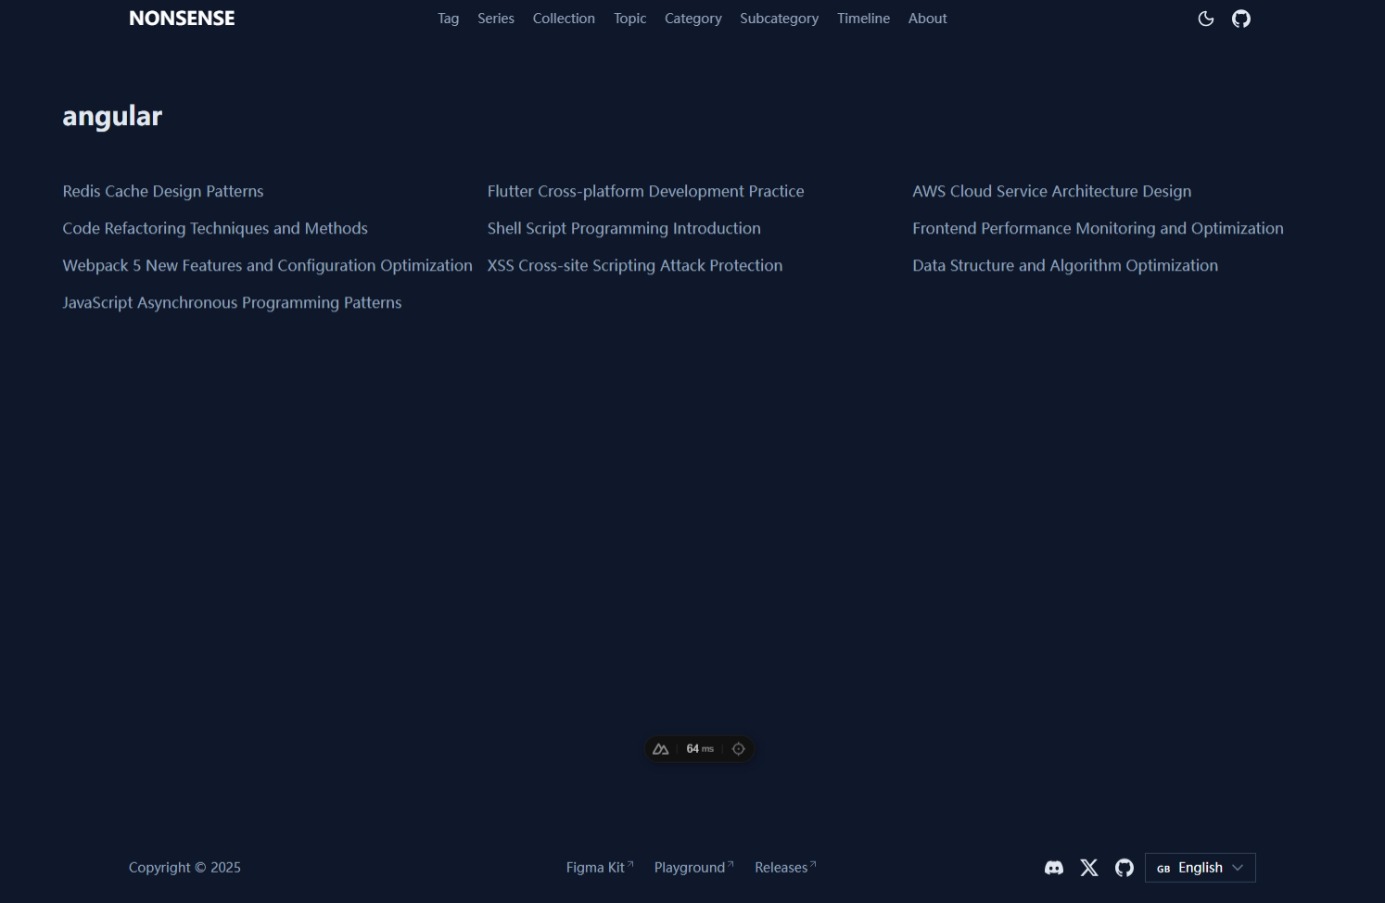 NONSENSE Tag Series Collection Topic Category Subcategory Timeline About
angular
Redis Cache Design Patterns Flutter Cross-platform Development Practice AWS Cloud Service Architecture Design
Code Refactoring Techniques and Methods Shell Script Programming Introduction Frontend Performance Monitoring and Optimization
Webpack 5 New Features and Configuration Optimization XSS Cross-site Scripting Attack Protection Data Structure and Algorithm Optimization
JavaScript Asynchronous Programming Patterns
64 ms
Copyright © 2025 Figma Kit Playground Releases GB English